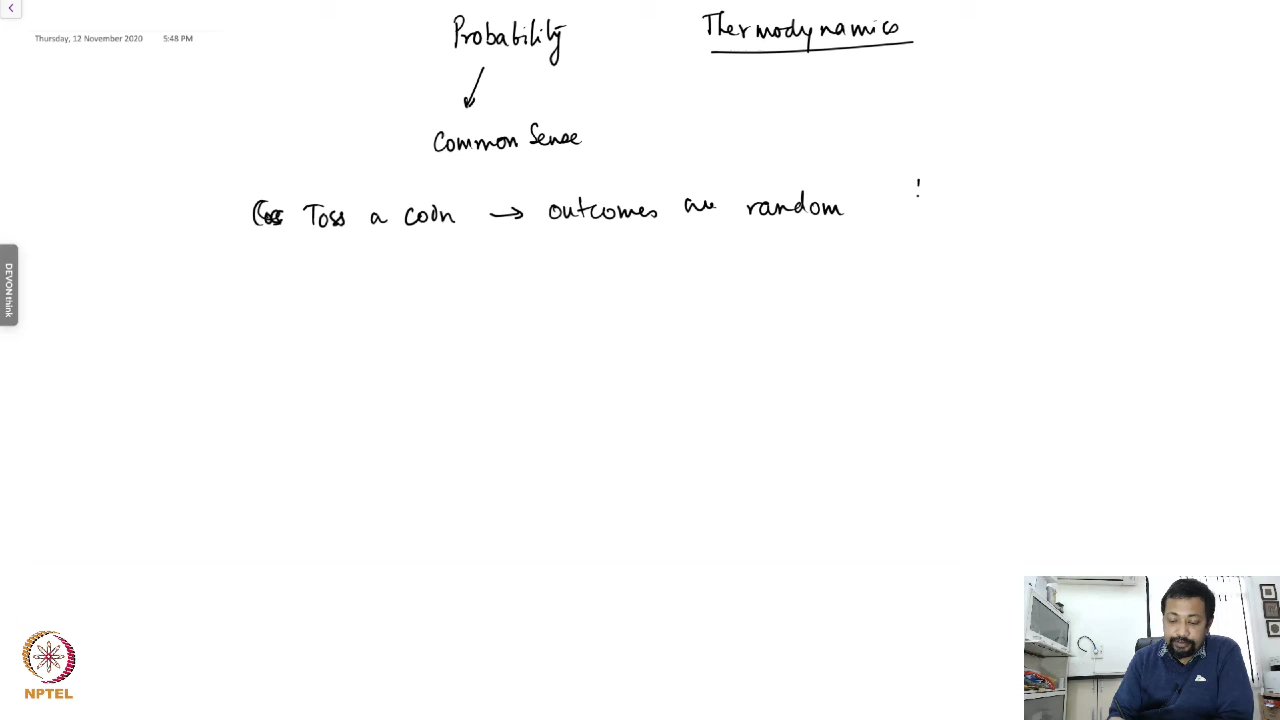 Thursday, 12 November 2020 5:48 PM
Probability Thermodynamics
Common Sense
Toss a coin → outcomes are random
DEVONthink
NPTEL